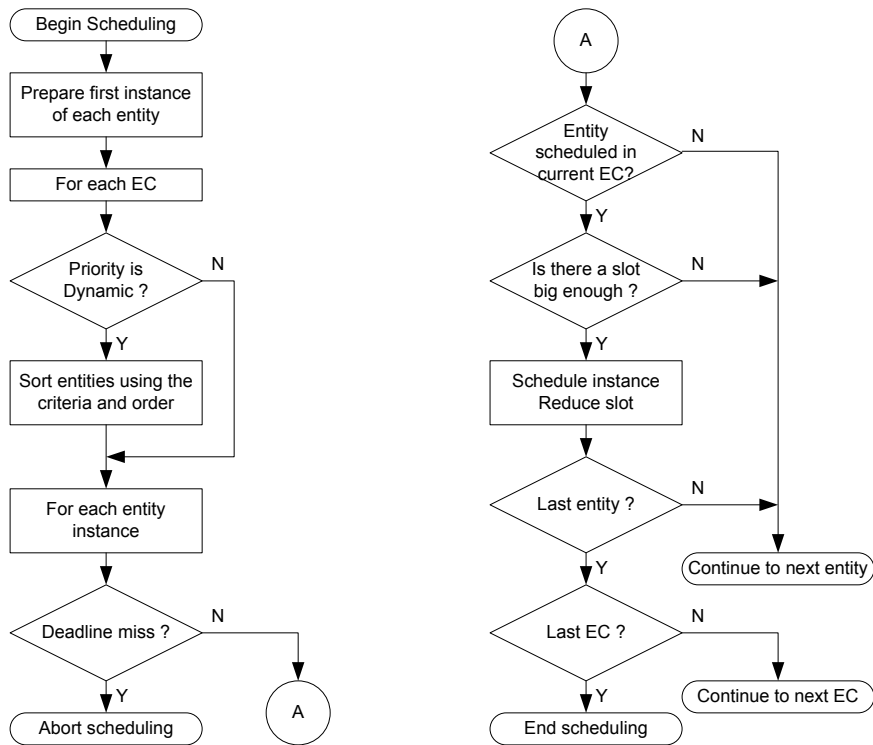 Begin Scheduling
Prepare first instance
of each entity
For each EC
Priority is
Dynamic ?
N
Y
Sort entities using the
criteria and order
For each entity
instance
Deadline miss ?
N
Y
Abort scheduling
A
A
Entity
scheduled in
current EC?
N
Y
Is there a slot
big enough ?
N
Y
Schedule instance
Reduce slot
Last entity ?
N
Y
Continue to next entity
Last EC ?
N
Y
Continue to next EC
End scheduling